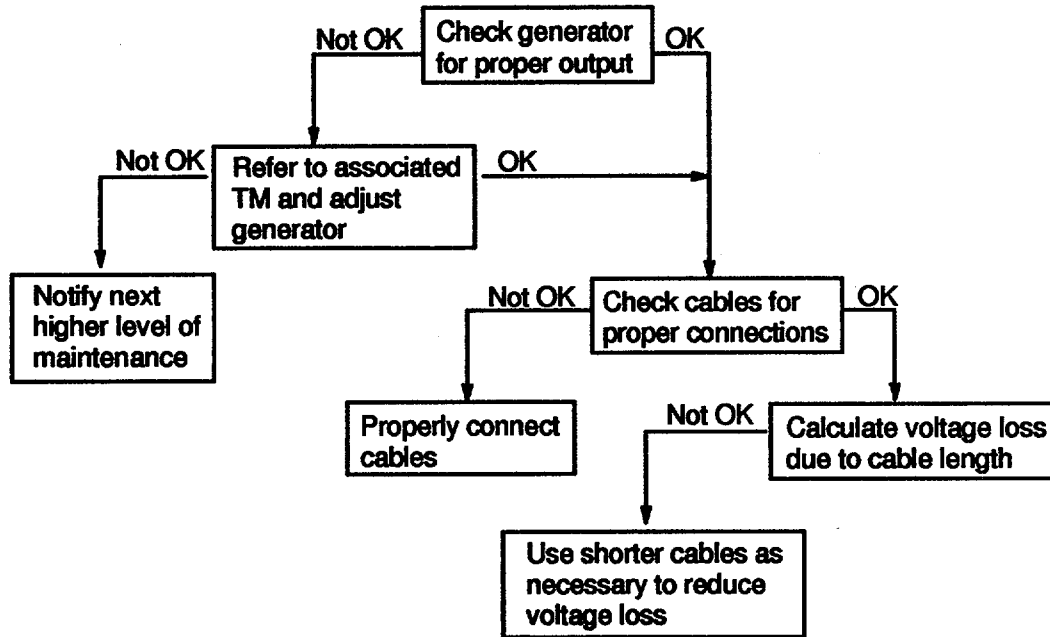 Not OK
Check generator
for proper output
OK
Not OK
Refer to associated
TM and adjust
generator
OK
Notify next
higher level of
maintenance
Not OK
Check cables for
proper connections
OK
Properly connect
cables
Not OK
Calculate voltage loss
due to cable length
Use shorter cables as
necessary to reduce
voltage loss